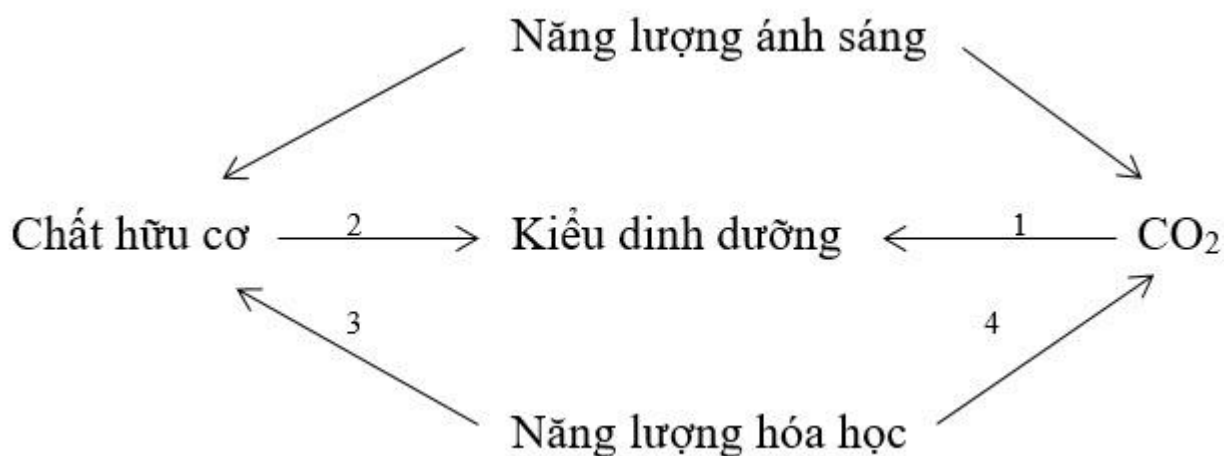 Năng lượng ánh sáng
Chất hữu cơ 2 Kiểu dinh dưỡng 1 CO₂
3 4
Năng lượng hóa học